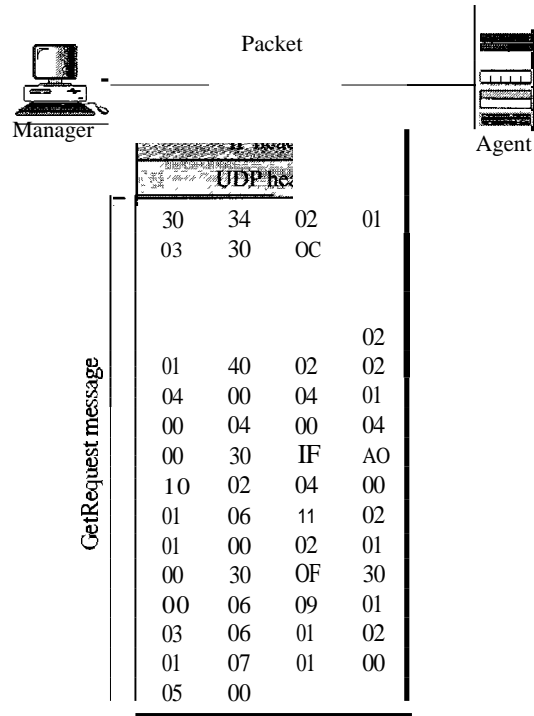 Packet
Manager
Agent
UDP
GetRequest message
30 34 02 01
03 30 OC
02
01 40 02 02
04 00 04 01
00 04 00 04
00 30 IF AO
10 02 04 00
01 06 11 02
01 00 02 01
00 30 OF 30
00 06 09 01
03 06 01 02
01 07 01 00
05 00